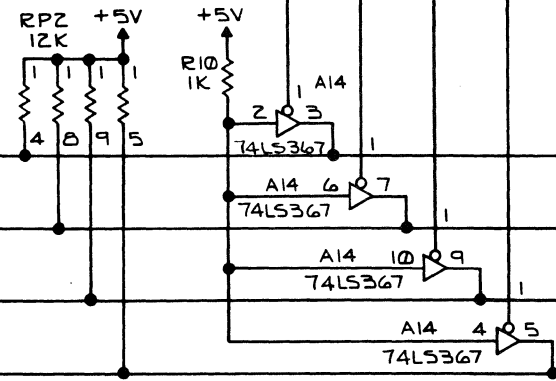 RP2 +5V +5V
12K
R10
1K
1 1 1 1
1 A14
2 3
4 8 9 5
74LS367
1
A14 6 7
74LS367
1
A14 10 9
74LS367
1
A14 4 5
74LS367